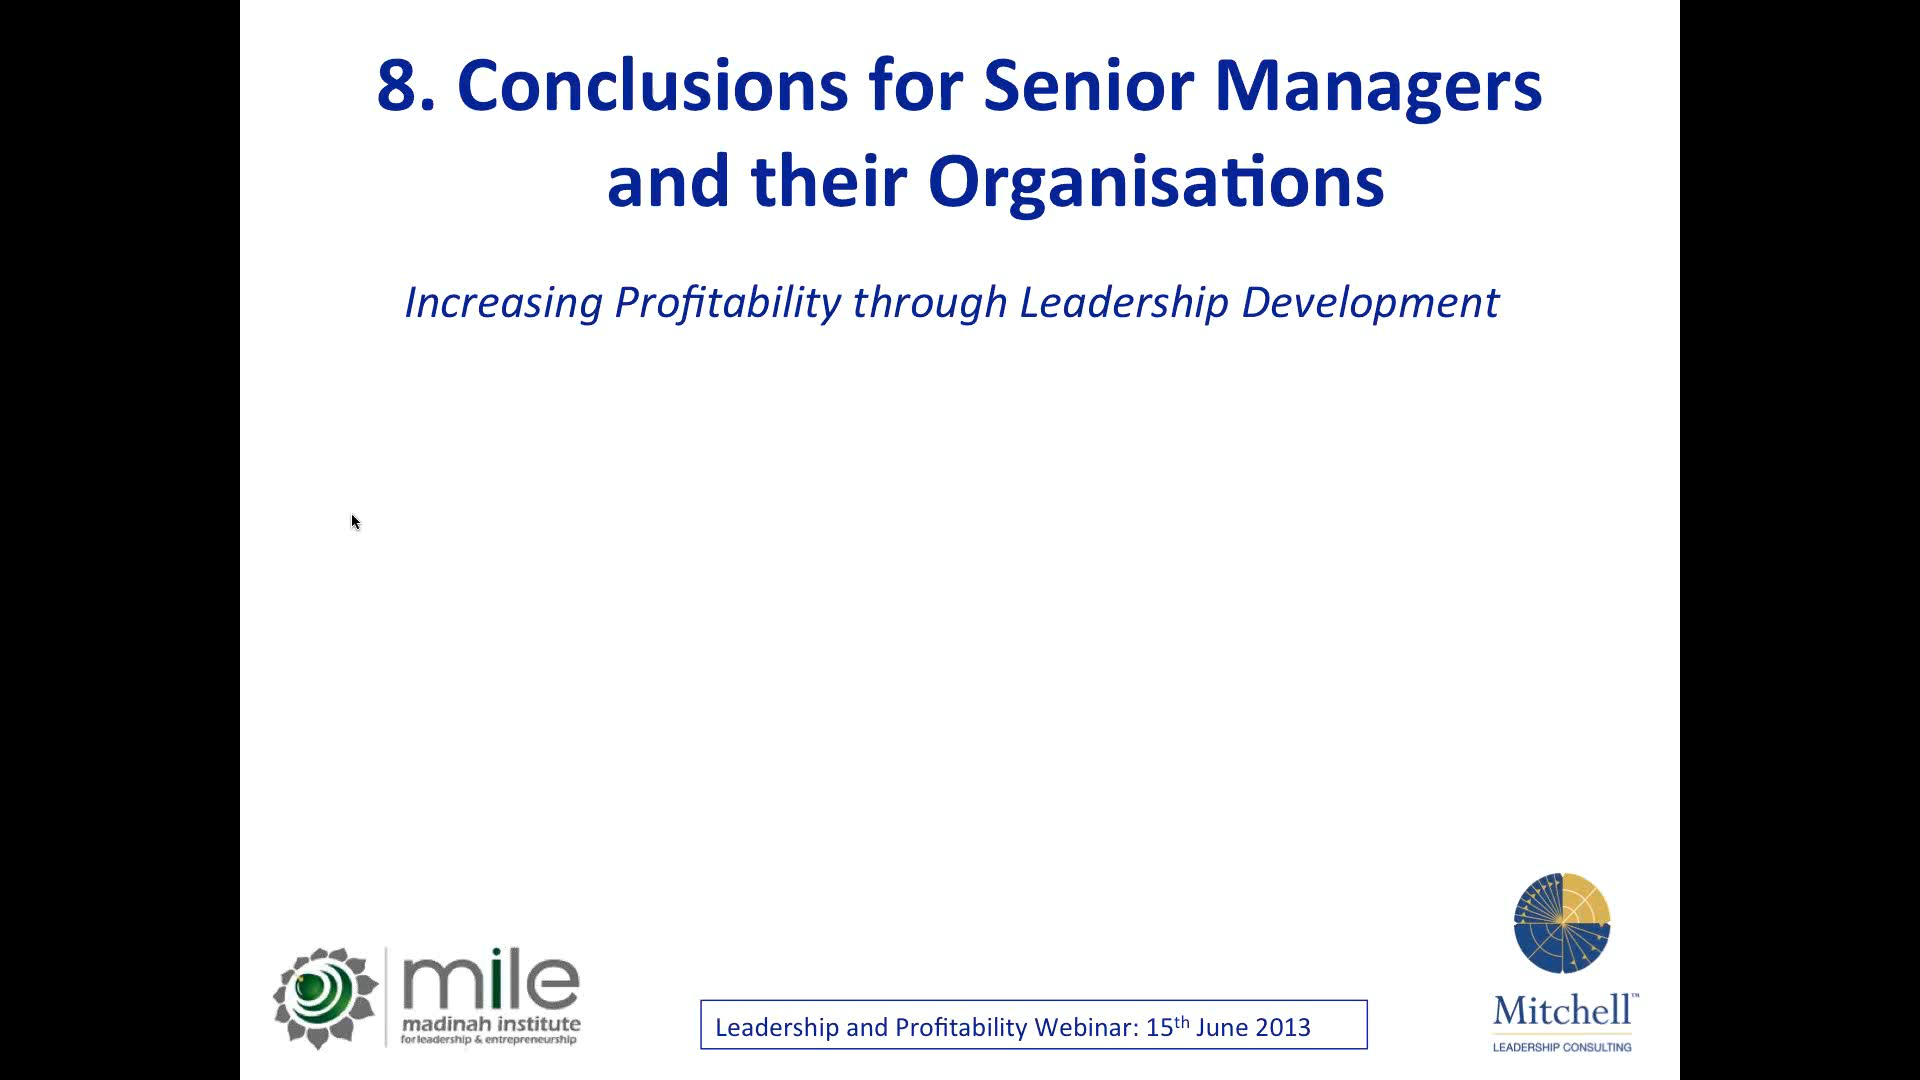 8. Conclusions for Senior Managers
and their Organisations
Increasing Profitability through Leadership Development
mile
madinah institute
for leadership & entrepreneurship
Leadership and Profitability Webinar: 15th June 2013
Mitchell™
LEADERSHIP CONSULTING